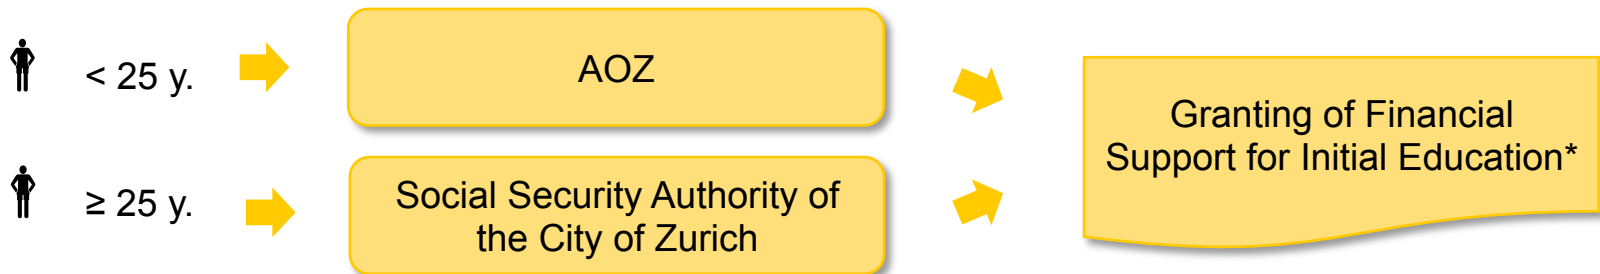 < 25 y.
AOZ
Granting of Financial
Support for Initial Education*
≥ 25 y.
Social Security Authority of
the City of Zurich